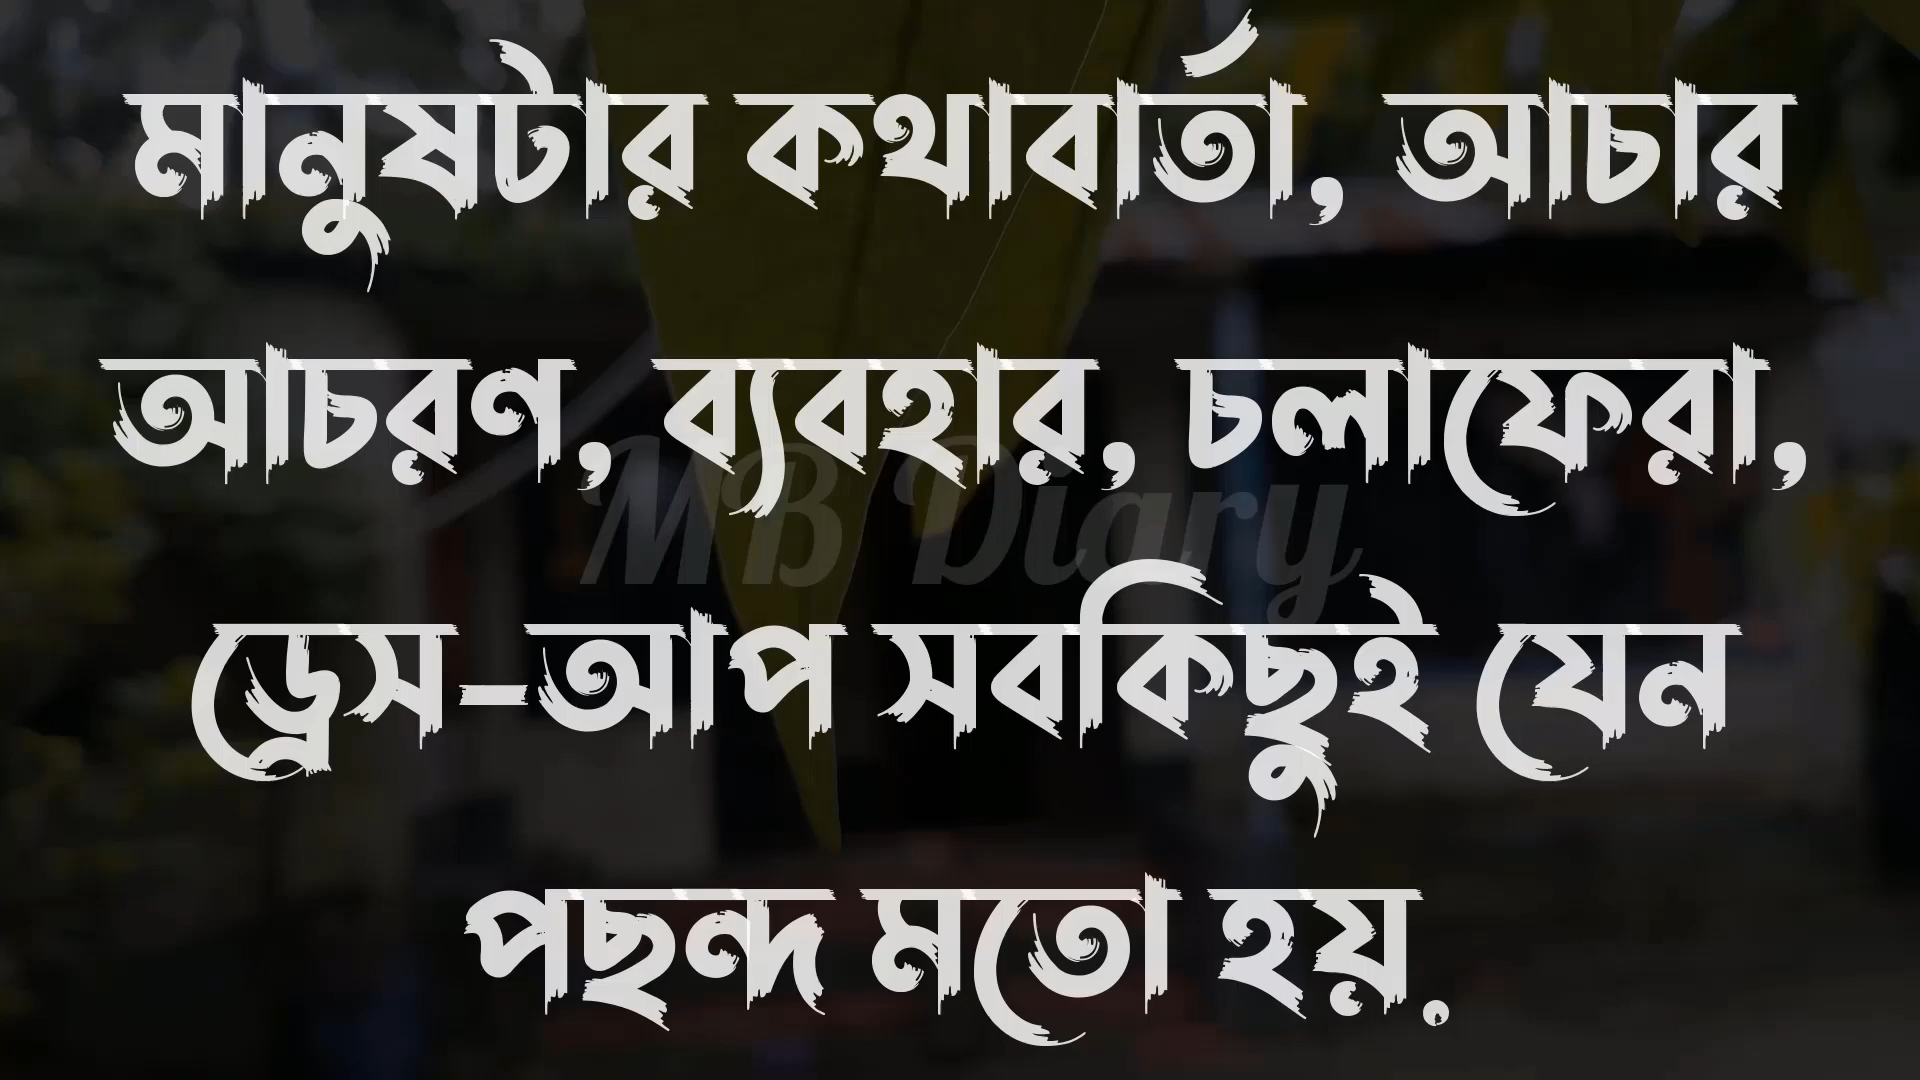 মানুষটার কথাবার্তা, আচার
আচরণ, ব্যবহার, চলাফেরা,
MB Diary
ড্রেস-আপ সবকিছুই যেন
পছন্দ মতো হয়.